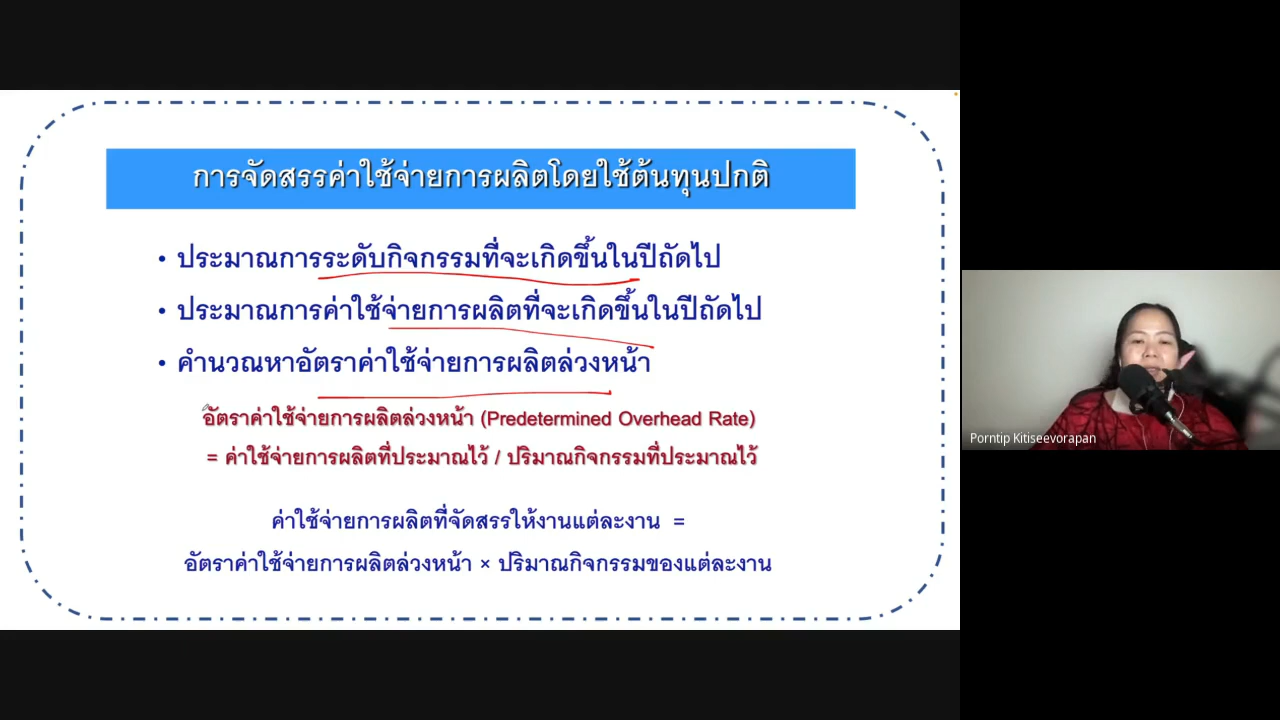 การจัดสรรค่าใช้จ่ายการผลิตโดยใช้ต้นทุนปกติ
• ประมาณการระดับกิจกรรมที่จะเกิดขึ้นในปีถัดไป
• ประมาณการค่าใช้จ่ายการผลิตที่จะเกิดขึ้นในปีถัดไป
• คำนวณหาอัตราค่าใช้จ่ายการผลิตล่วงหน้า
อัตราค่าใช้จ่ายการผลิตล่วงหน้า (Predetermined Overhead Rate)
= ค่าใช้จ่ายการผลิตที่ประมาณไว้ / ปริมาณกิจกรรมที่ประมาณไว้
ค่าใช้จ่ายการผลิตที่จัดสรรให้งานแต่ละงาน =
อัตราค่าใช้จ่ายการผลิตล่วงหน้า × ปริมาณกิจกรรมของแต่ละงาน
Porntip Kitiseevorapan